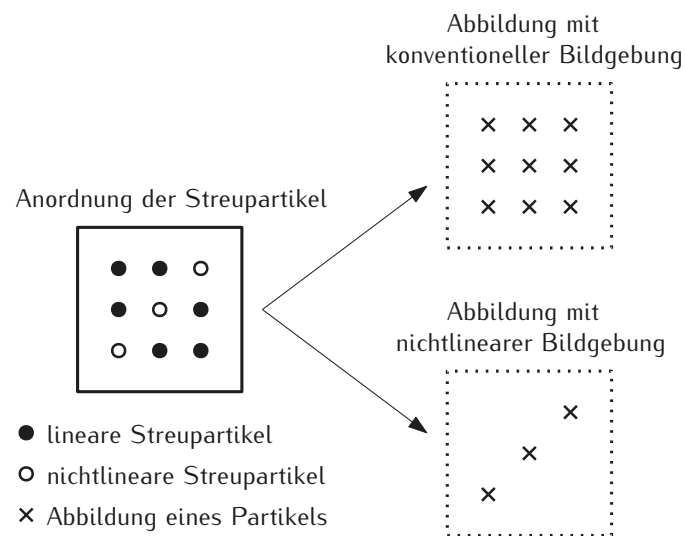 Abbildung mit
konventioneller Bildgebung
Anordnung der Streupartikel
Abbildung mit
nichtlinearer Bildgebung
lineare Streupartikel
nichtlineare Streupartikel
Abbildung eines Partikels